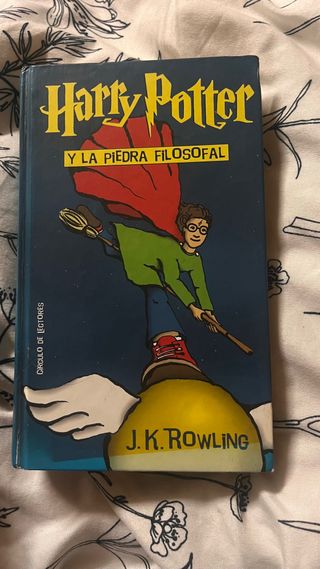 Harry Potter
Y LA PIEDRA FILOSOFAL
CÍRCULO DE LECTORES
J.K.ROWLING